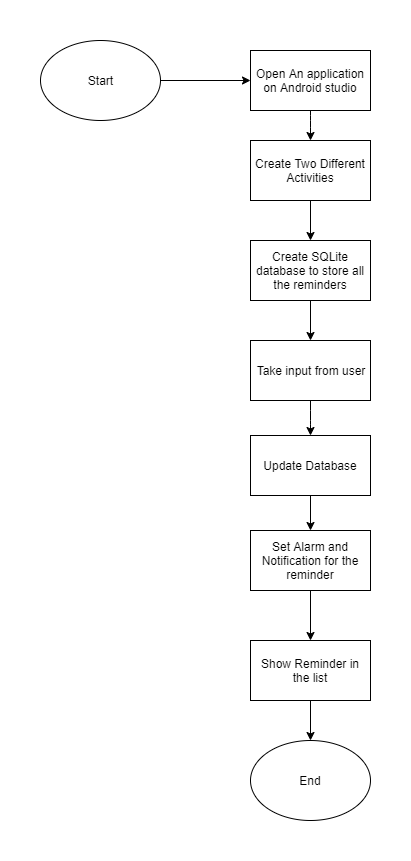 Start
Open An application
on Android studio
Create Two Different
Activities
Create SQLite
database to store all
the reminders
Take input from user
Update Database
Set Alarm and
Notification for the
reminder
Show Reminder in
the list
End